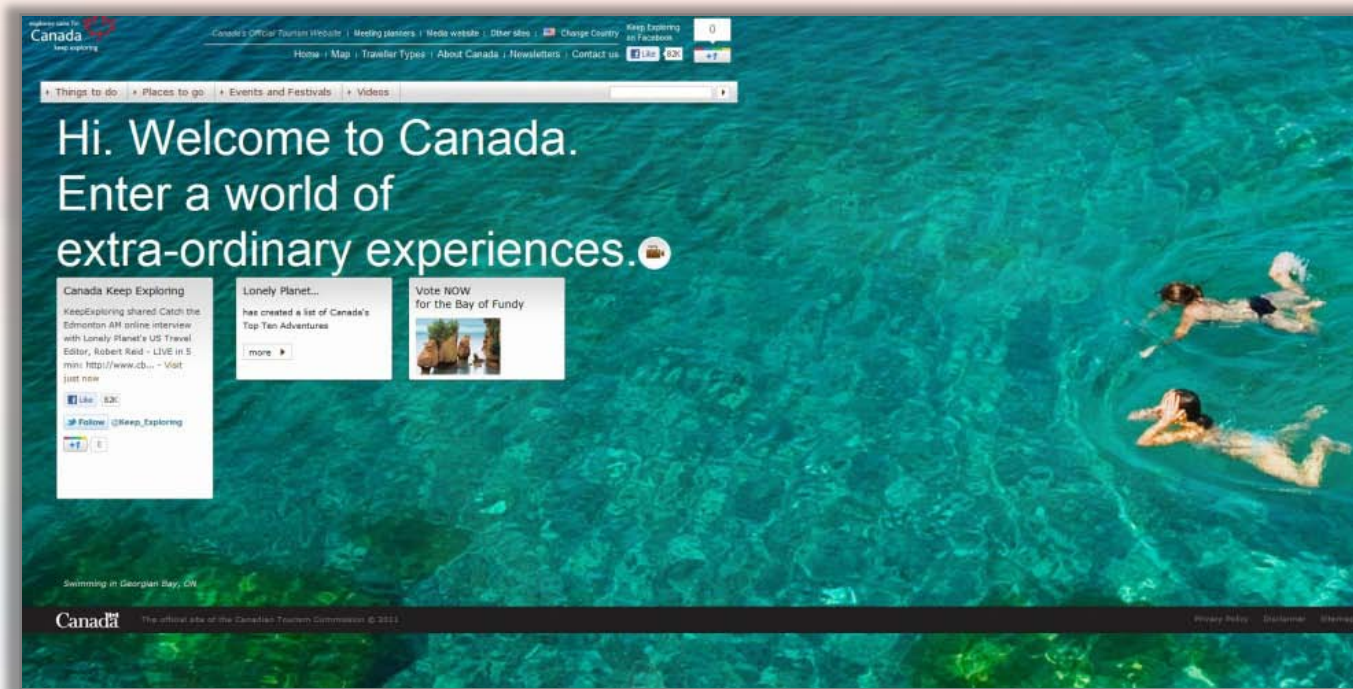 Canada
keep exploring
Canada's Official Tourism Website | Meeting planners | Media website | Other sites | Change Country
Keep Exploring
on Facebook
Like 82K
0
+1
Home | Map | Traveller Types | About Canada | Newsletters | Contact us
Things to do Places to go Events and Festivals Videos
Hi. Welcome to Canada.
Enter a world of
extra-ordinary experiences.
Canada Keep Exploring
KeepExploring shared Catch the
Edmonton AM online interview
with Lonely Planet's US Travel
Editor, Robert Reid - LIVE in 5
min: http://www.cb... - Visit
just now
Like 82K
Follow @Keep_Exploring
+1 0
Lonely Planet...
has created a list of Canada's
Top Ten Adventures
more
Vote NOW
for the Bay of Fundy
Swimming in Georgian Bay, ON
Canada
The official site of the Canadian Tourism Commission © 2011
Privacy Policy Disclaimer Sitemap